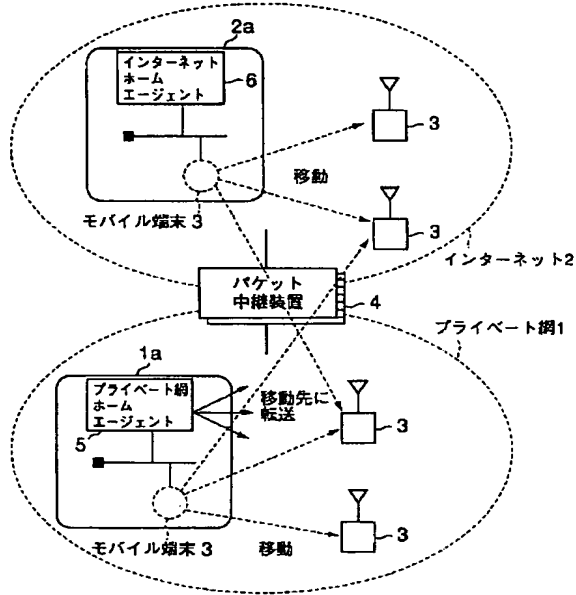 2a
インターネット
ホーム
エージェント
6
3
移動
3
モバイル端末3
インターネット2
パケット
中継装置
4
プライベート網1
1a
プライベート網
ホーム
エージェント
5
移動先に
転送
3
モバイル端末3
移動
3